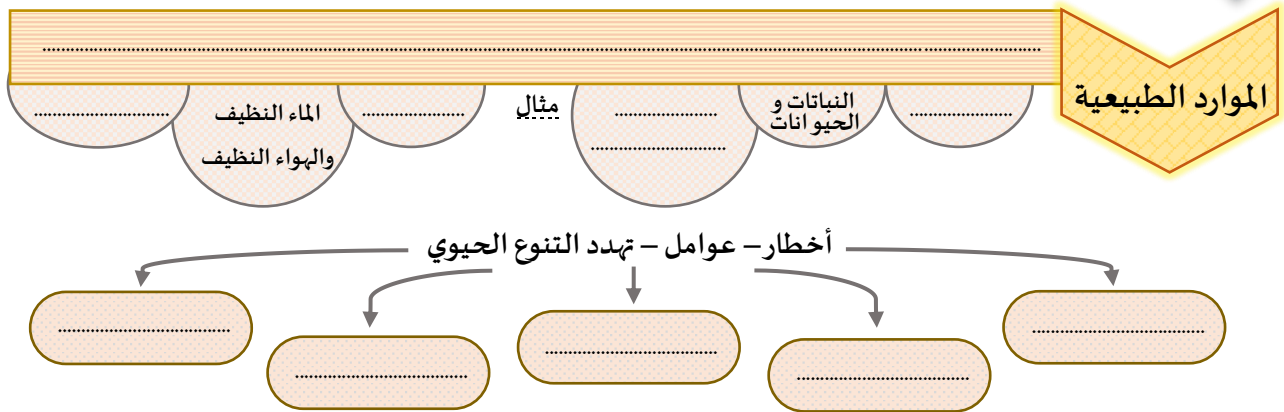 الموارد الطبيعية
................................................................
......................
النباتات و
الحيوانات
......................
..............................
مثال
......................
الماء النظيف
والهواء النظيف
..............................
أخطار – عوامل – تهدد التنوع الحيوي
......................................
......................................
......................................
......................................
......................................